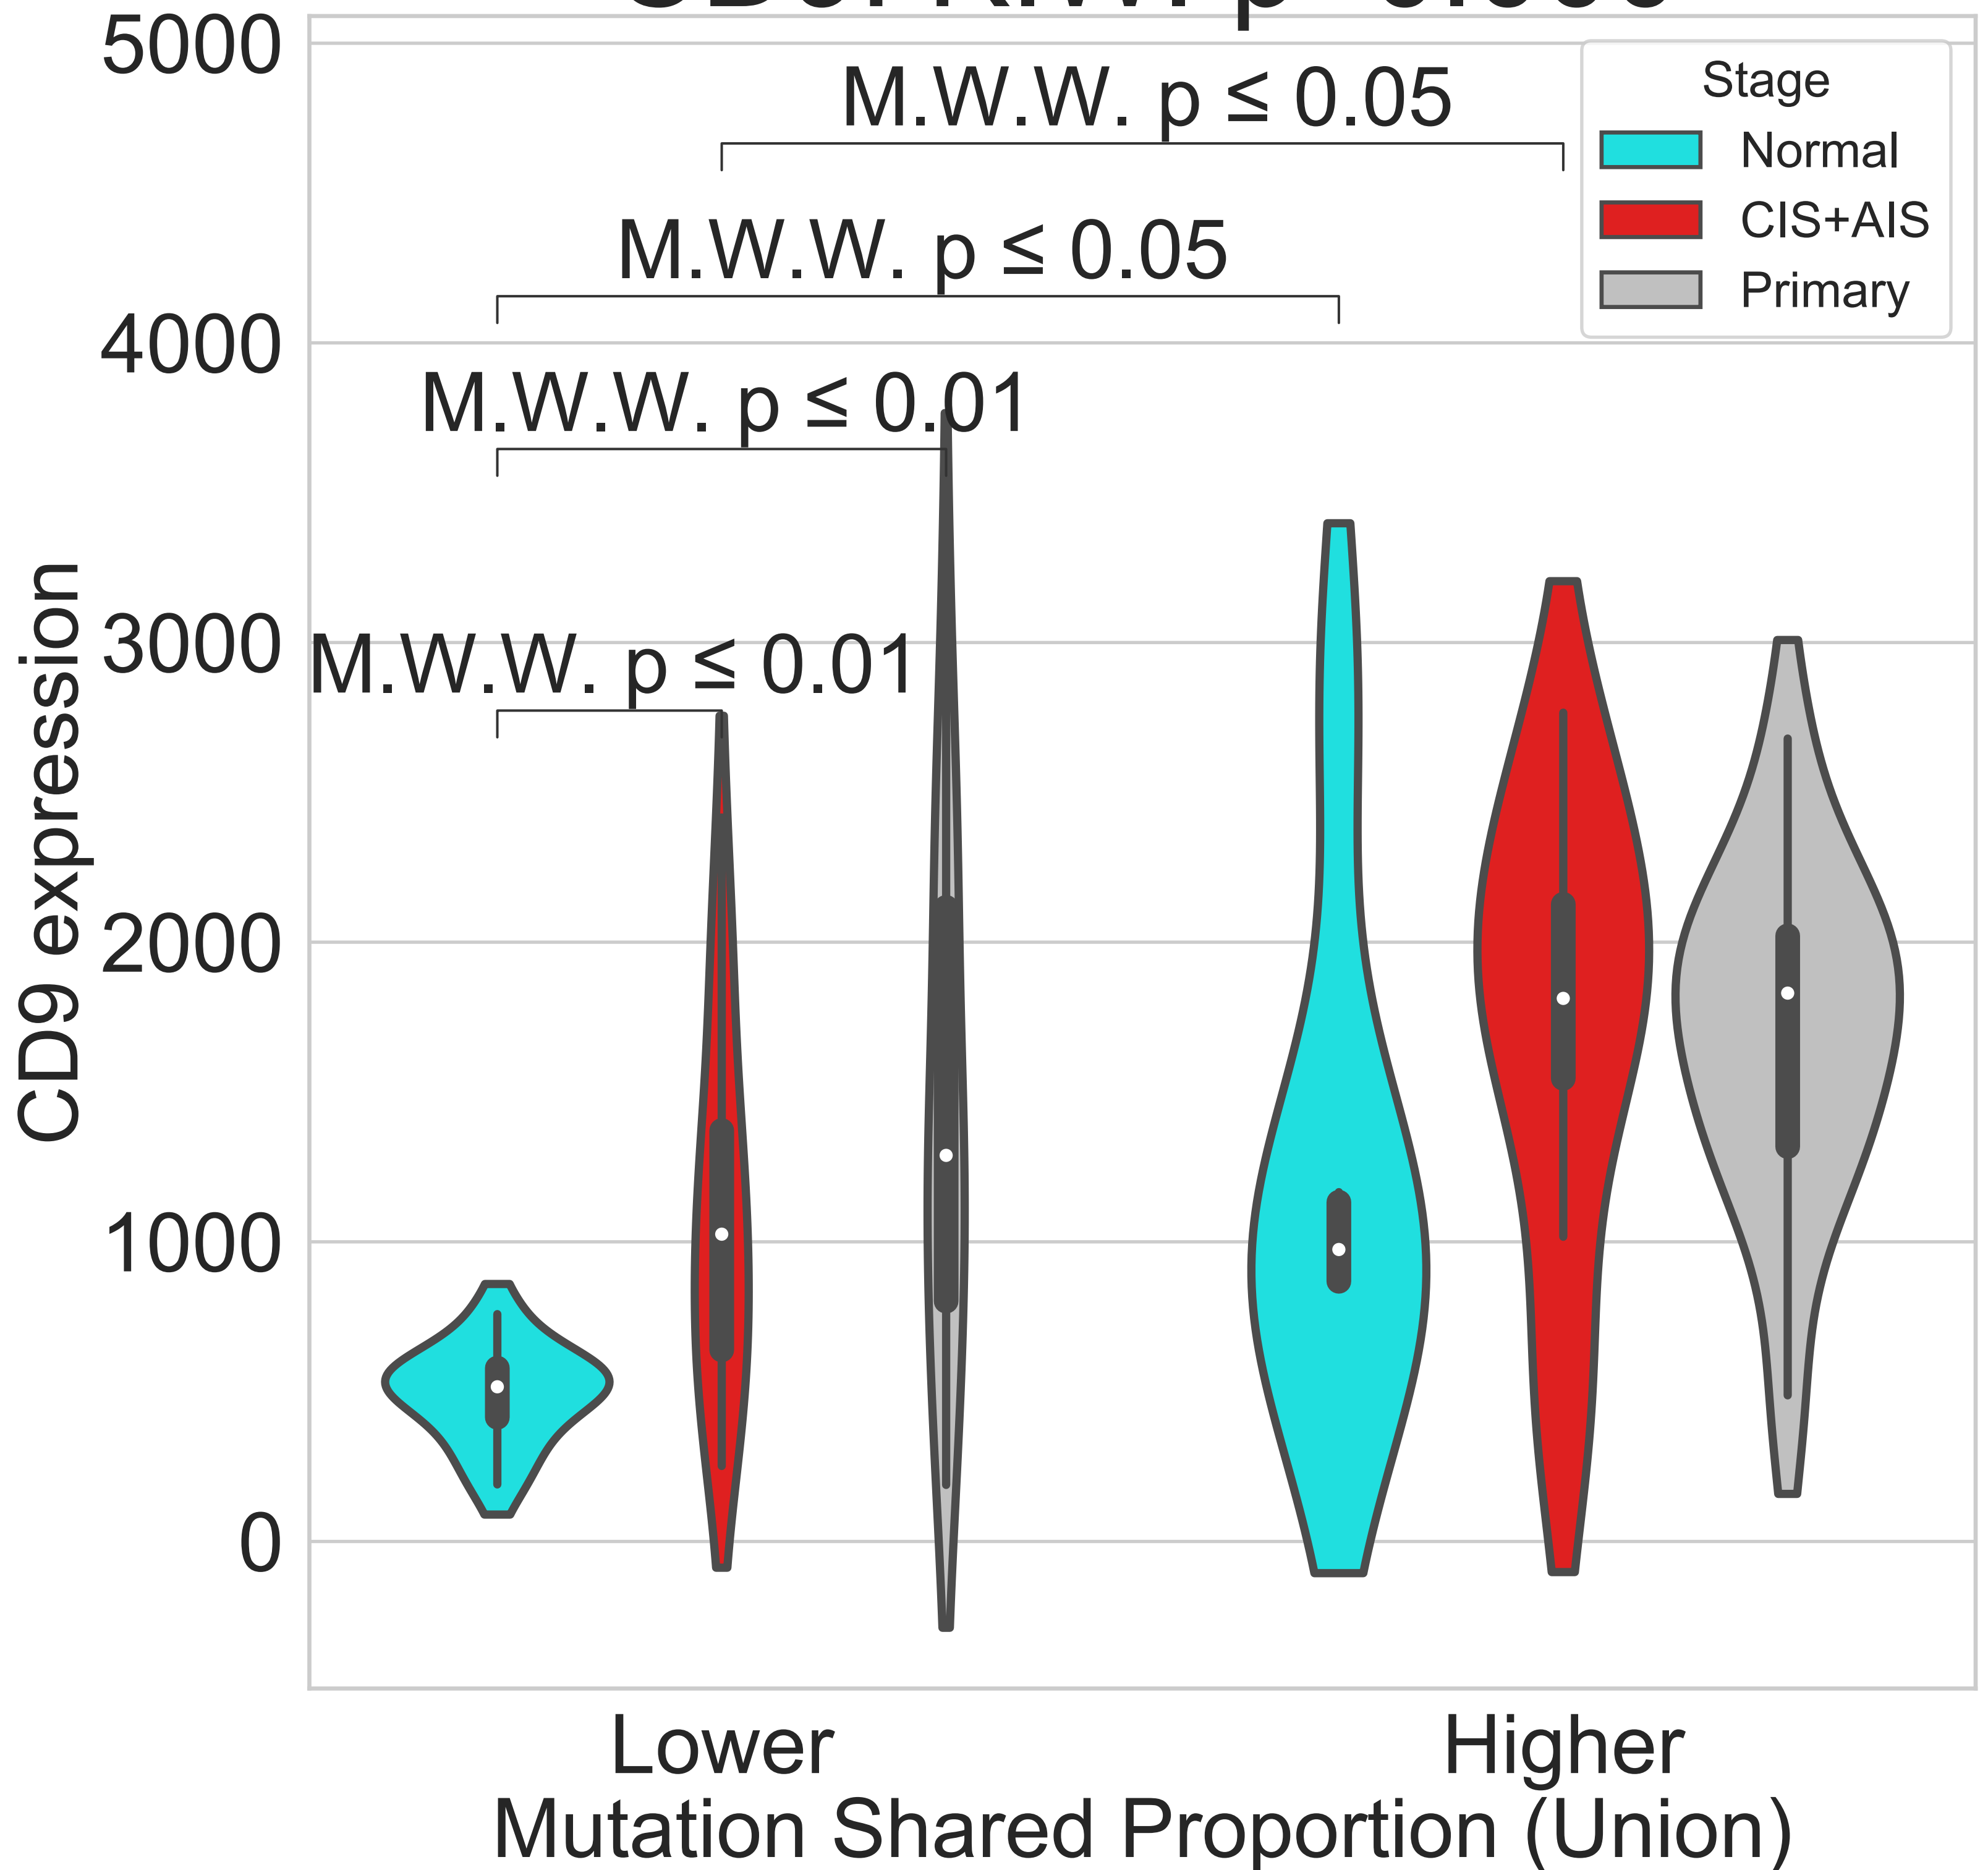 5000
M.W.W. p ≤ 0.05
Stage
Normal
CIS+AIS
Primary
M.W.W. p ≤ 0.05
4000
M.W.W. p ≤ 0.01
3000
M.W.W. p ≤ 0.01
CD9 expression
2000
1000
0
Lower
Higher
Mutation Shared Proportion (Union)